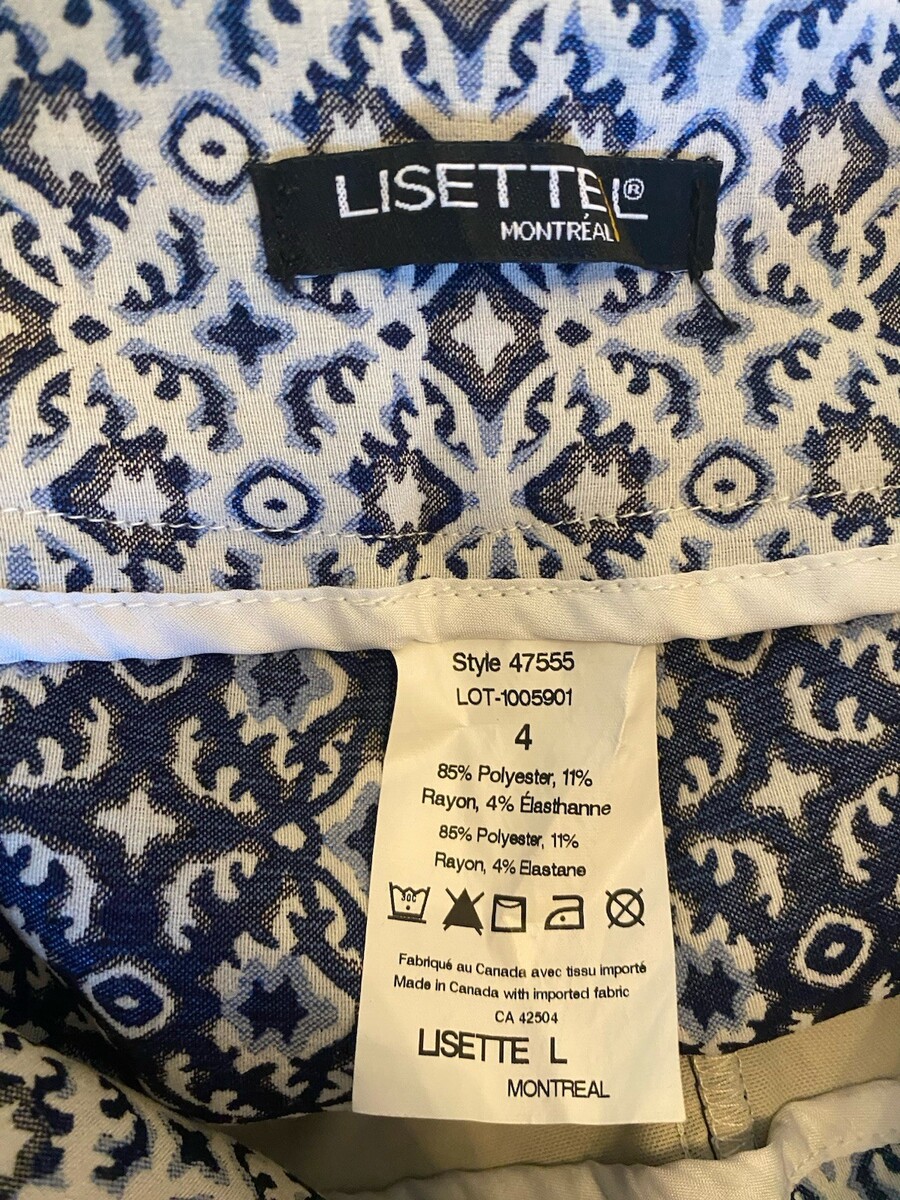 LISETTE L®
MONTRÉAL
Style 47555
LOT-1005901
4
85% Polyester, 11%
Rayon, 4% Élasthanne
85% Polyester, 11%
Rayon, 4% Elastane
30C
Fabriqué au Canada avec tissu importé
Made in Canada with imported fabric
CA 42504
LISETTE L
MONTREAL